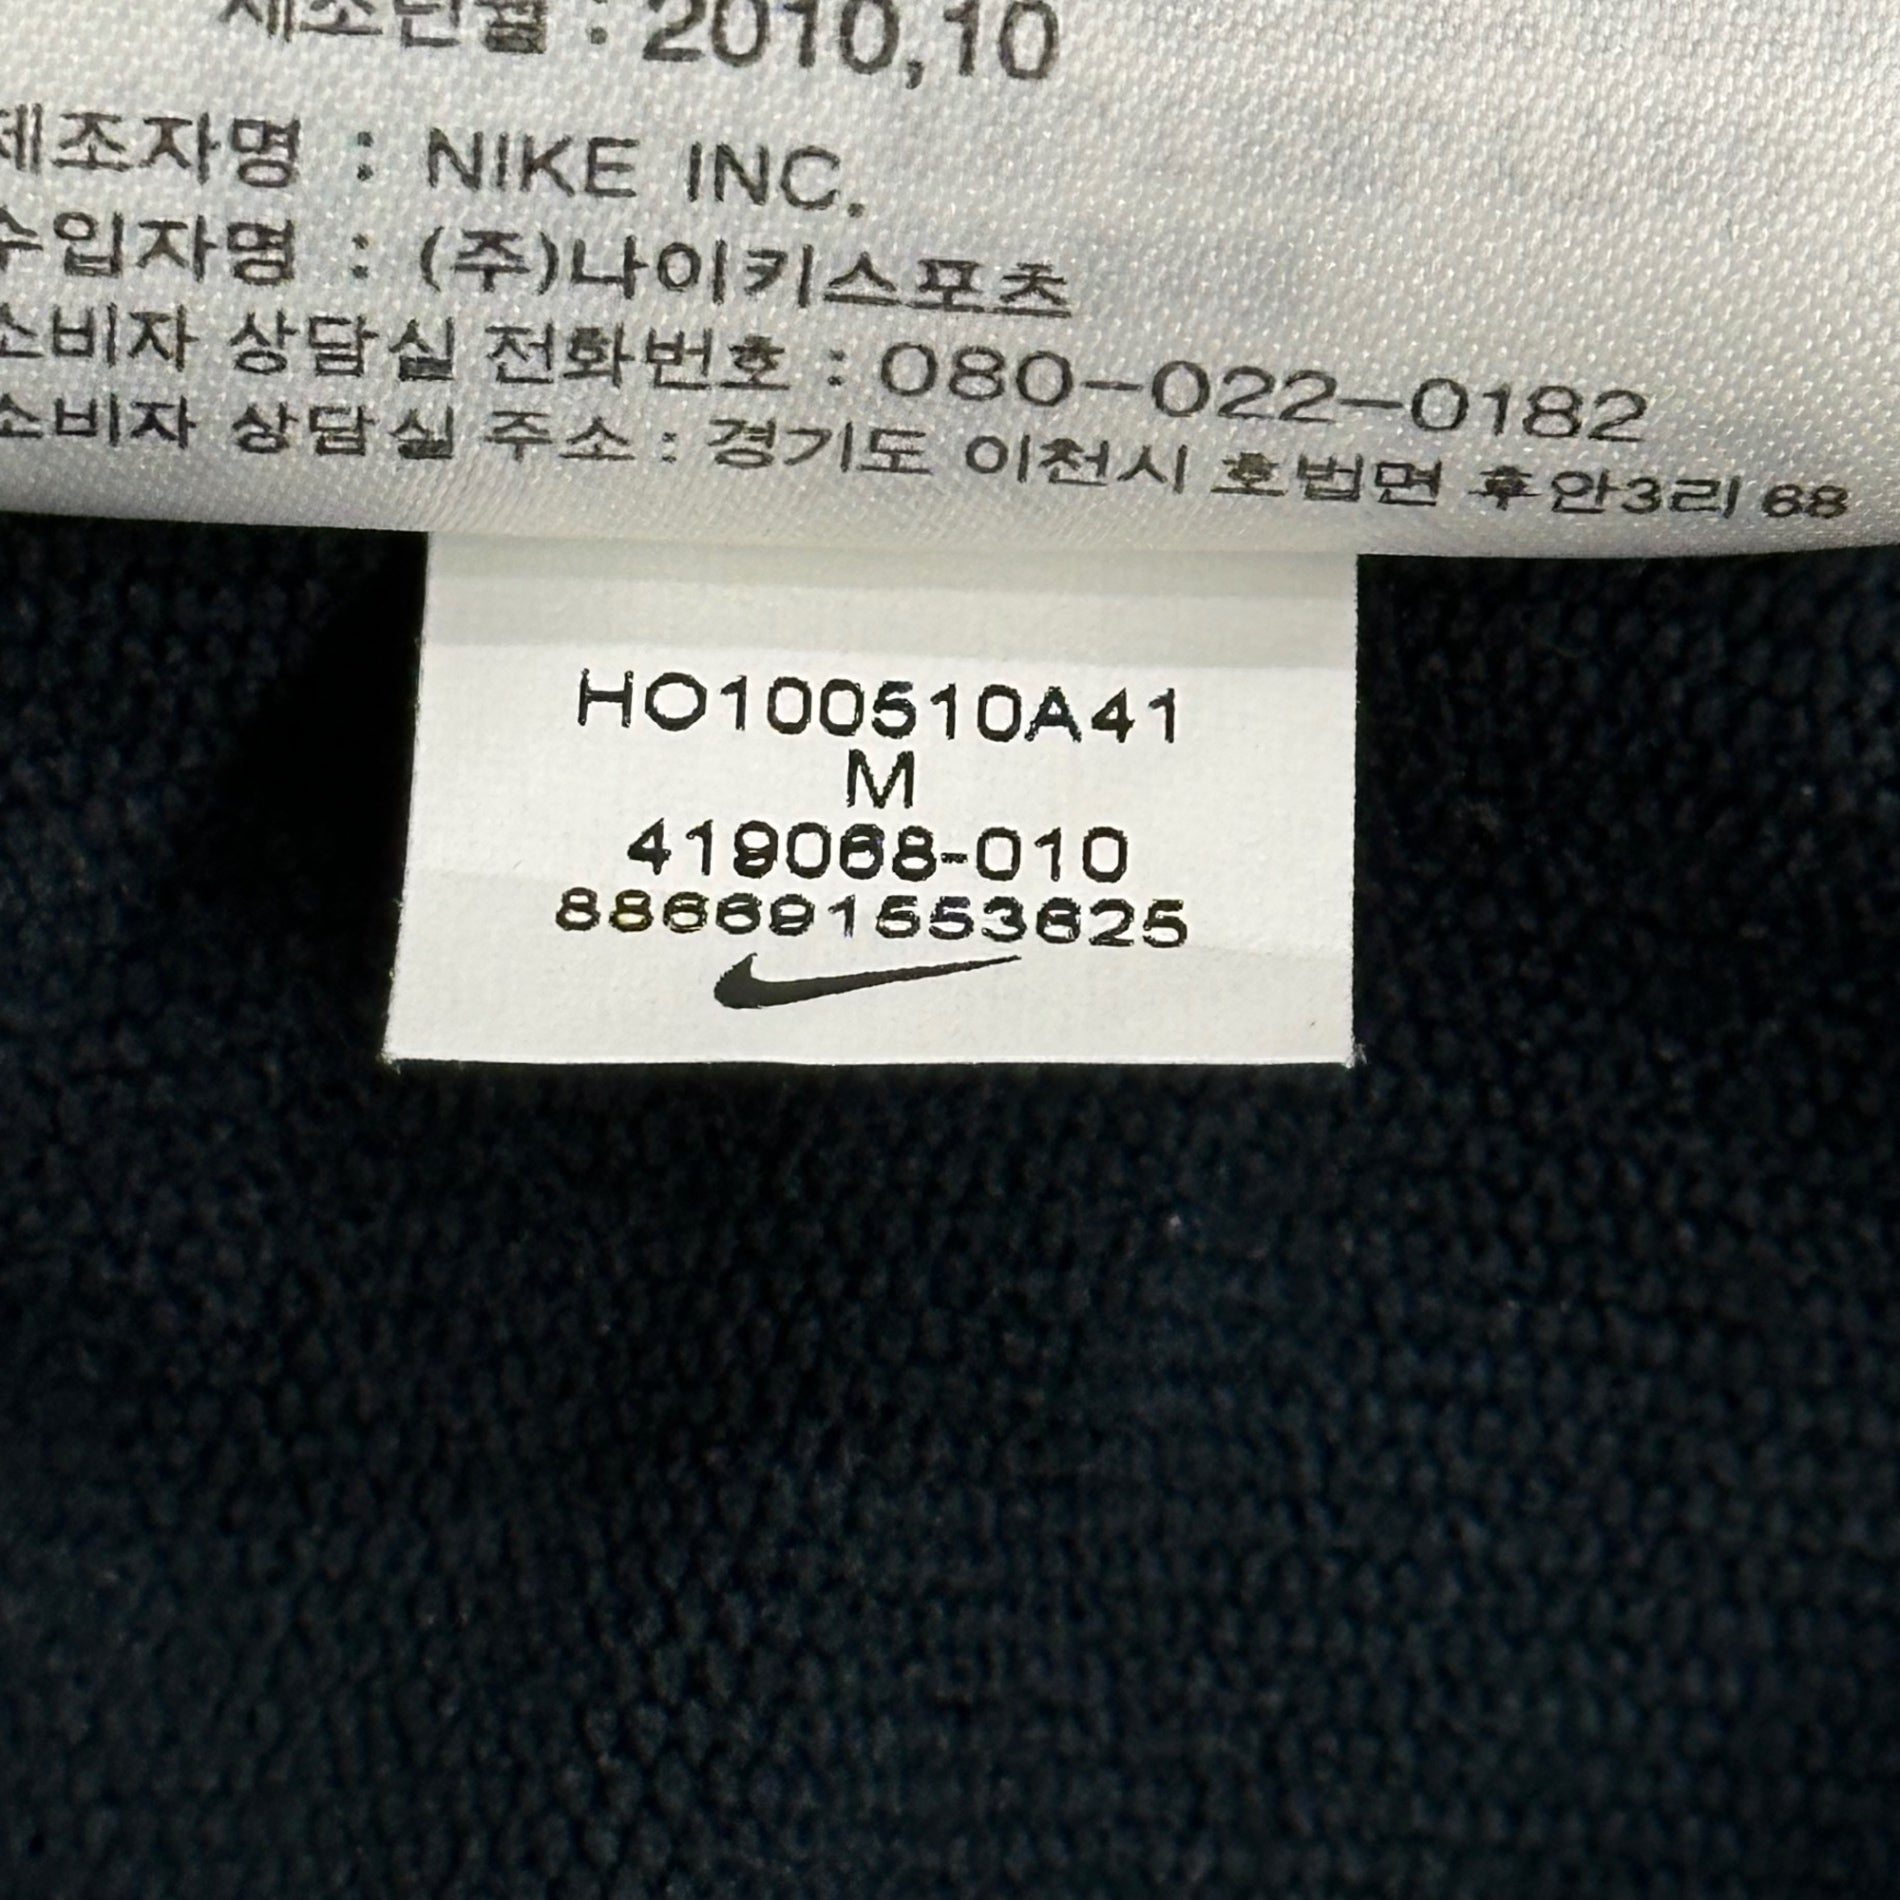 제조년월 : 2010,10
제조자명 : NIKE INC.
수입자명 : (주)나이키스포츠
소비자 상담실 전화번호 : 080-022-0182
소비자 상담실 주소 : 경기도 이천시 호법면 후안3리 68
HO100510A41
M
419068-010
886691553625